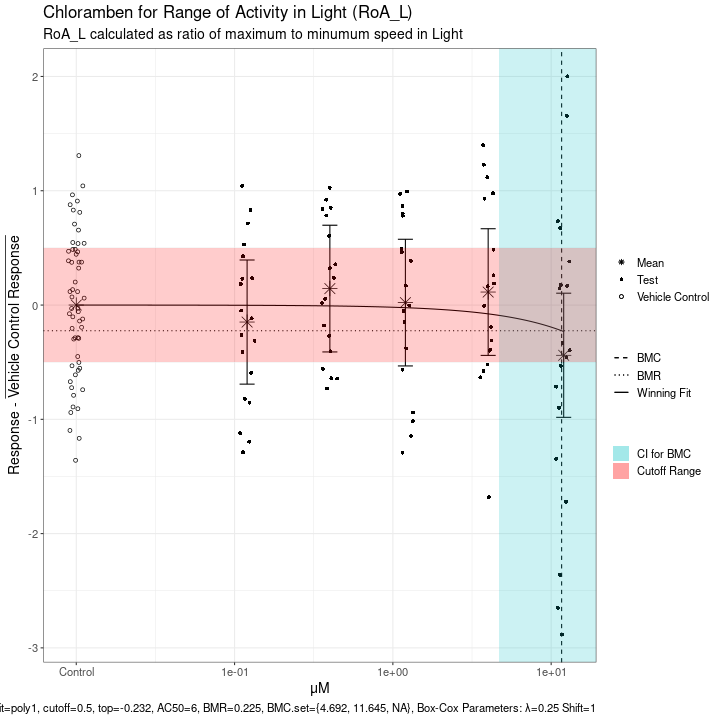 Chloramben for Range of Activity in Light (RoA_L)
RoA_L calculated as ratio of maximum to minumum speed in Light
Response - Vehicle Control Response
2
1
0
-1
-2
-3
Control
1e-01
1e+00
1e+01
µM
Mean
Test
Vehicle Control
BMC
BMR
Winning Fit
CI for BMC
Cutoff Range
it=poly1, cutoff=0.5, top=-0.232, AC50=6, BMR=0.225, BMC.set={4.692, 11.645, NA}, Box-Cox Parameters: λ=0.25 Shift=1